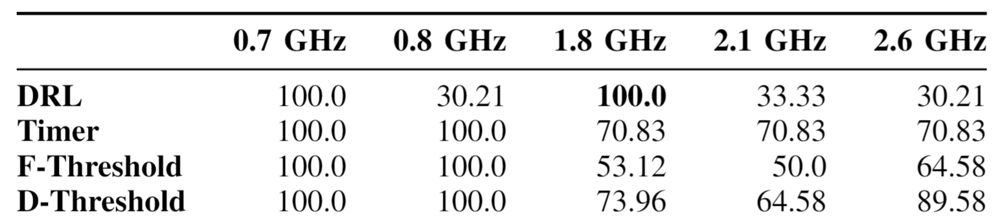 0.7 GHz 0.8 GHz 1.8 GHz 2.1 GHz 2.6 GHz
DRL 100.0 30.21 100.0 33.33 30.21
Timer 100.0 100.0 70.83 70.83 70.83
F-Threshold 100.0 100.0 53.12 50.0 64.58
D-Threshold 100.0 100.0 73.96 64.58 89.58